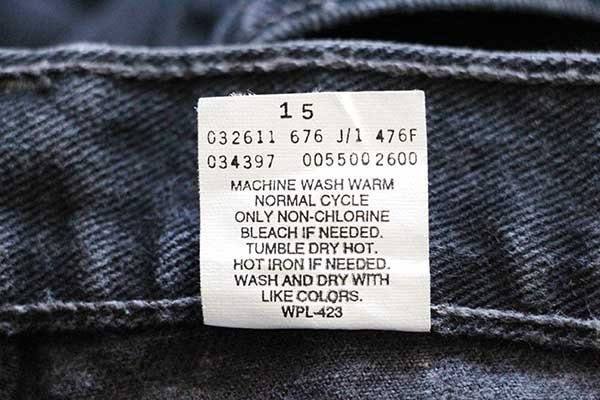 15
032611 676 J/1 476F
034397 0055002600
MACHINE WASH WARM
NORMAL CYCLE
ONLY NON-CHLORINE
BLEACH IF NEEDED.
TUMBLE DRY HOT.
HOT IRON IF NEEDED.
WASH AND DRY WITH
LIKE COLORS.
WPL-423